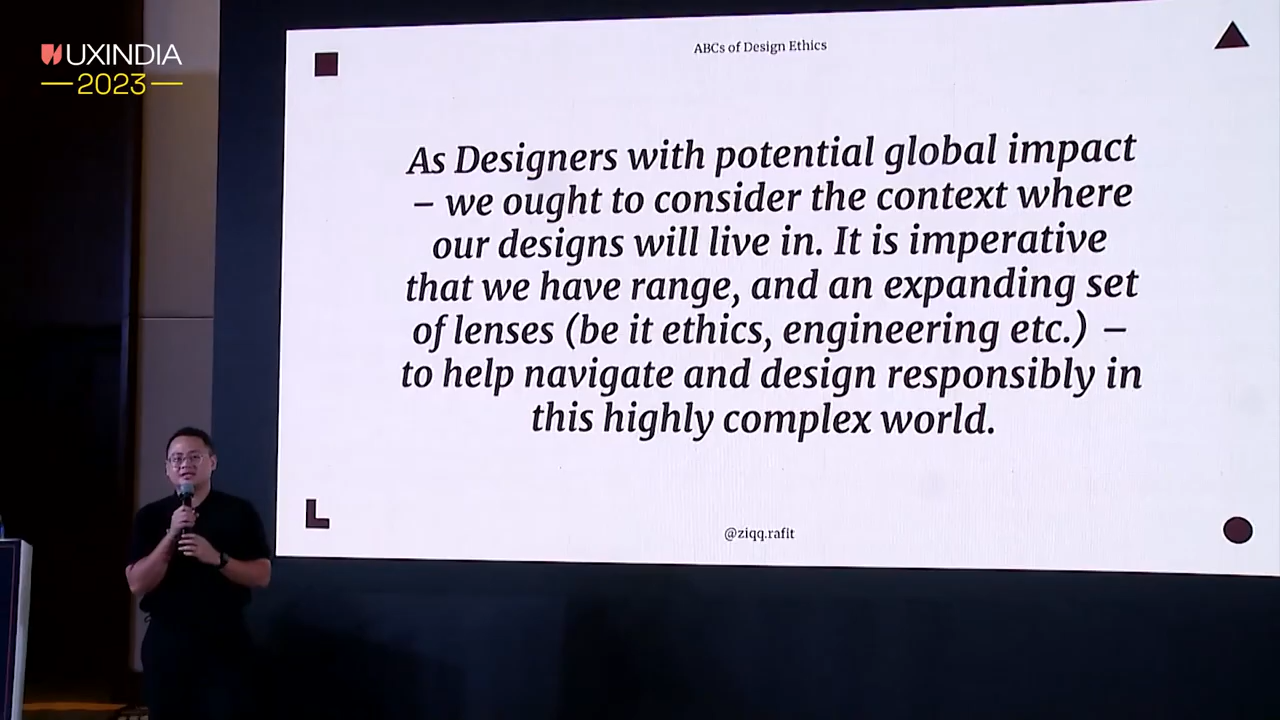 UXINDIA
2023
ABCs of Design Ethics
As Designers with potential global impact
– we ought to consider the context where
our designs will live in. It is imperative
that we have range, and an expanding set
of lenses (be it ethics, engineering etc.) –
to help navigate and design responsibly in
this highly complex world.
@ziqq.rafit